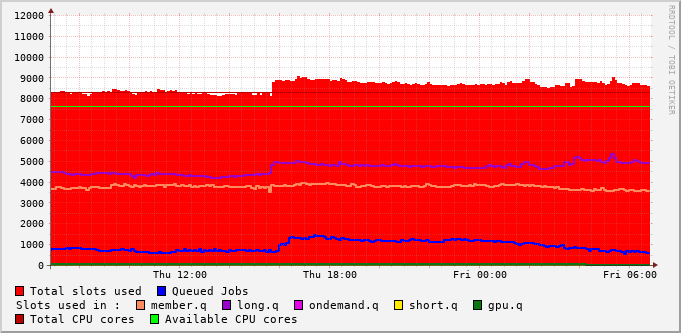 12000
11000
10000
9000
8000
7000
6000
5000
4000
3000
2000
1000
0
Thu 12:00 Thu 18:00 Fri 00:00 Fri 06:00
RRDTOOL / TOBI OETIKER
Total slots used Queued Jobs
Slots used in : member.q long.q ondemand.q short.q gpu.q
Total CPU cores Available CPU cores